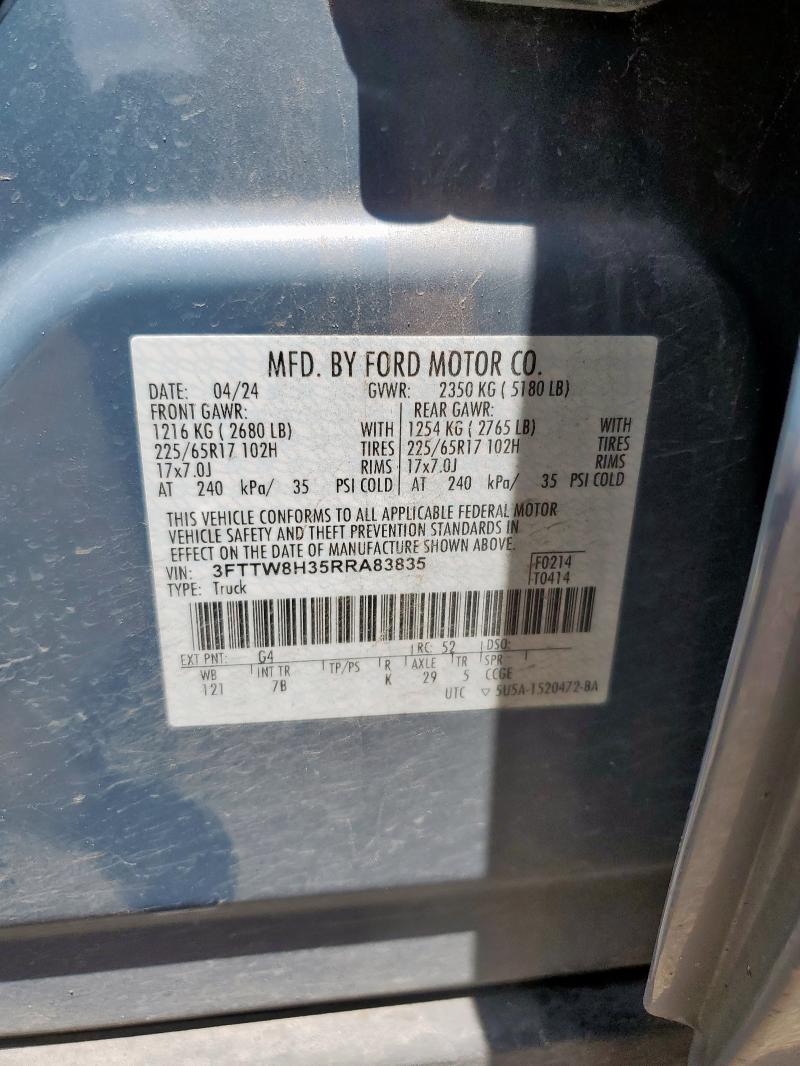 MFD. BY FORD MOTOR CO.
DATE: 04/24 GVWR: 2350 KG ( 5180 LB)
FRONT GAWR: REAR GAWR:
1216 KG ( 2680 LB) WITH 1254 KG ( 2765 LB) WITH
225/65R17 102H TIRES 225/65R17 102H TIRES
17x7.0J RIMS 17x7.0J RIMS
AT 240 kPa/ 35 PSI COLD AT 240 kPa/ 35 PSI COLD
THIS VEHICLE CONFORMS TO ALL APPLICABLE FEDERAL MOTOR
VEHICLE SAFETY AND THEFT PREVENTION STANDARDS IN
EFFECT ON THE DATE OF MANUFACTURE SHOWN ABOVE.
VIN: 3FTTW8H35RRA83835 F0214
TYPE: Truck T0414
EXT PNT: G4 RC: 52 DSO:
WB INT TR TP/PS R AXLE TR SPR
121 7B K 29 5 CCGE
UTC ▽ 5U5A-1520472-BA